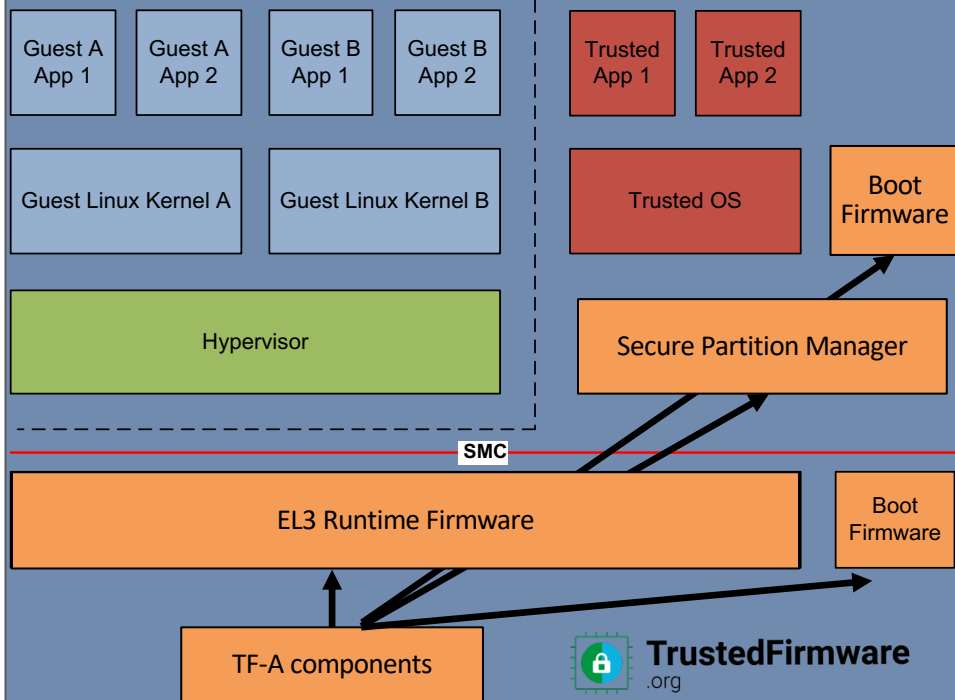 Guest A
App 1
Guest A
App 2
Guest B
App 1
Guest B
App 2
Trusted
App 1
Trusted
App 2
Guest Linux Kernel A
Guest Linux Kernel B
Trusted OS
Boot
Firmware
Hypervisor
Secure Partition Manager
SMC
EL3 Runtime Firmware
Boot
Firmware
TF-A components
TrustedFirmware
.org